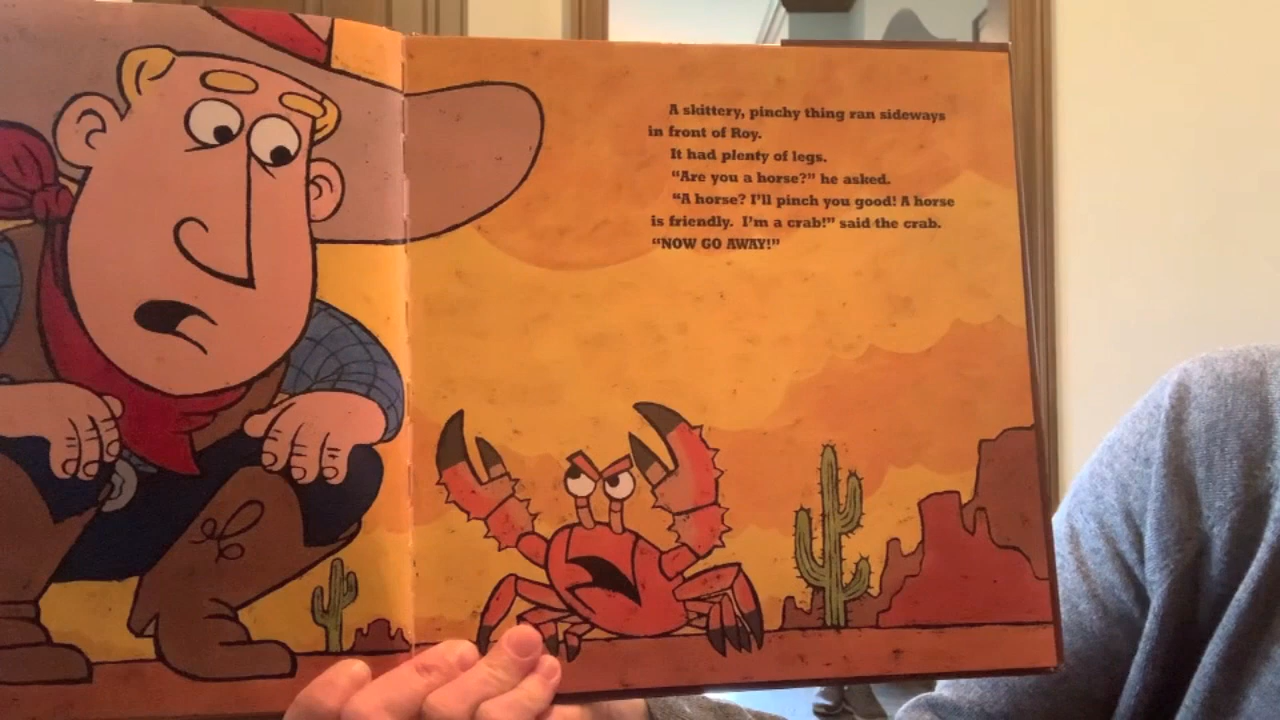 A skittery, pinchy thing ran sideways
in front of Roy.
It had plenty of legs.
“Are you a horse?” he asked.
“A horse? I’ll pinch you good! A horse
is friendly. I’m a crab!” said the crab.
“NOW GO AWAY!”